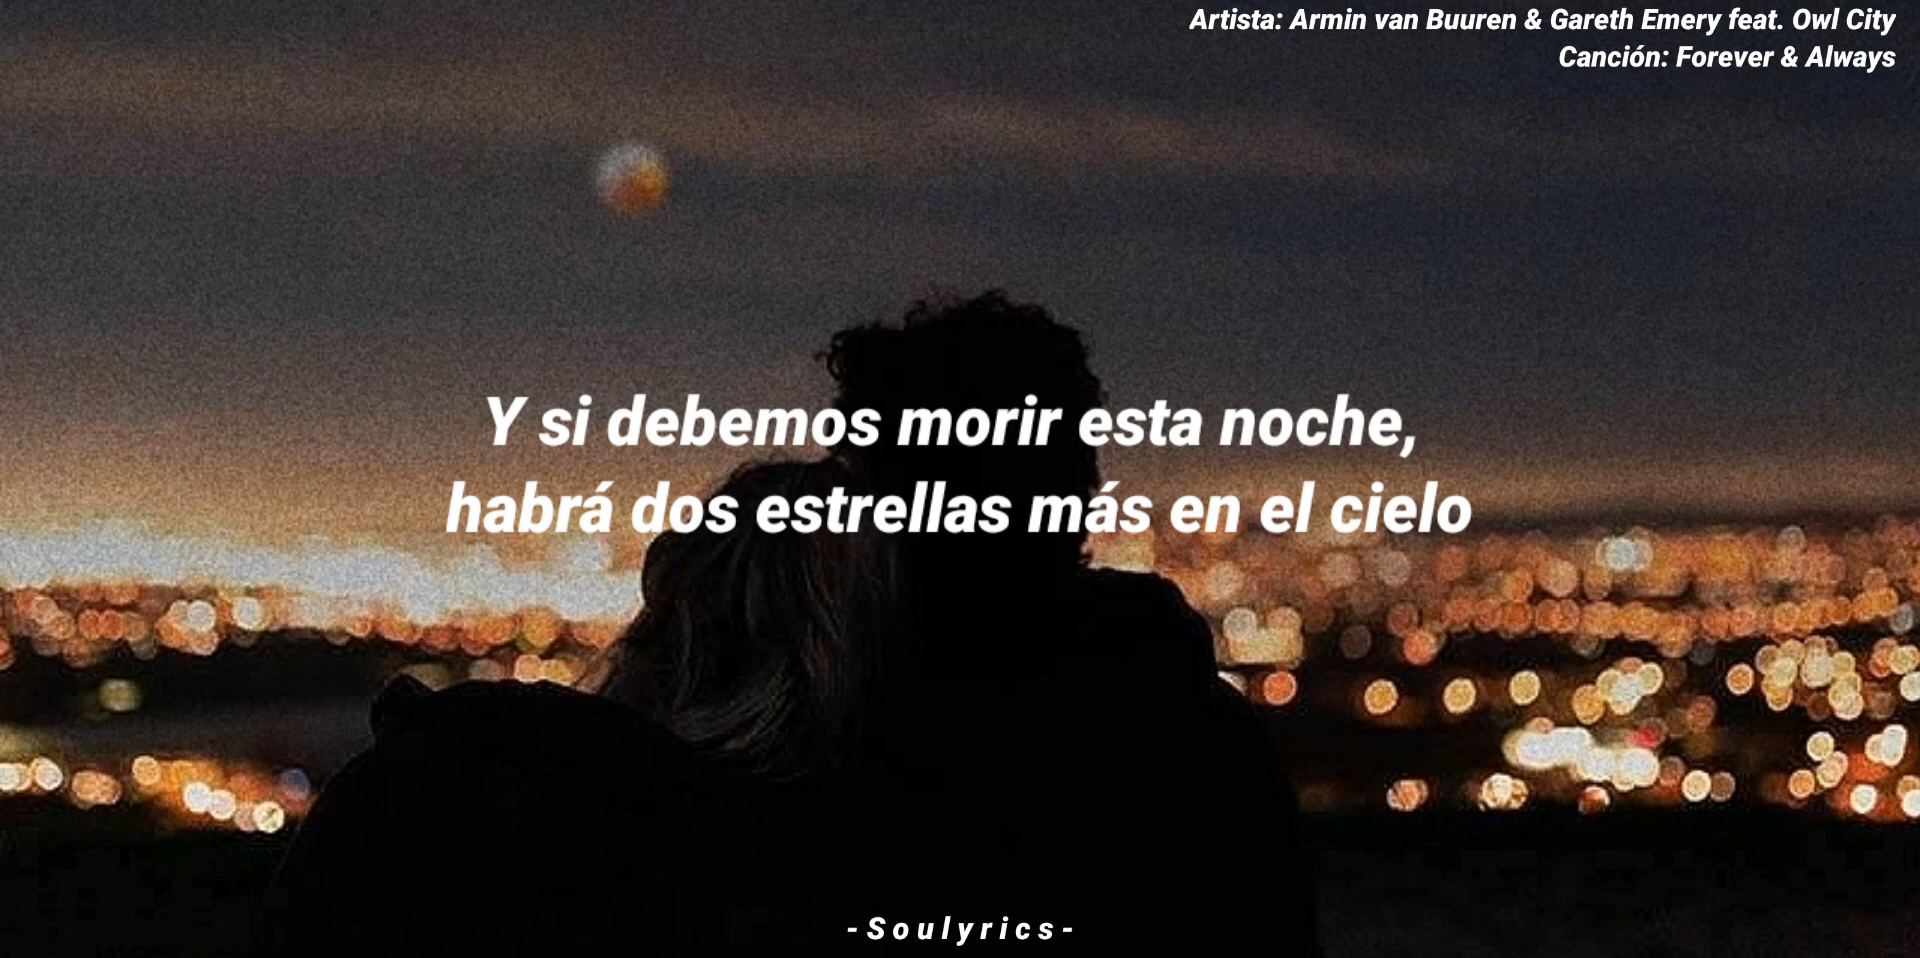 Artista: Armin van Buuren & Gareth Emery feat. Owl City
Canción: Forever & Always
Y si debemos morir esta noche,
habrá dos estrellas más en el cielo
-Soulyrics-